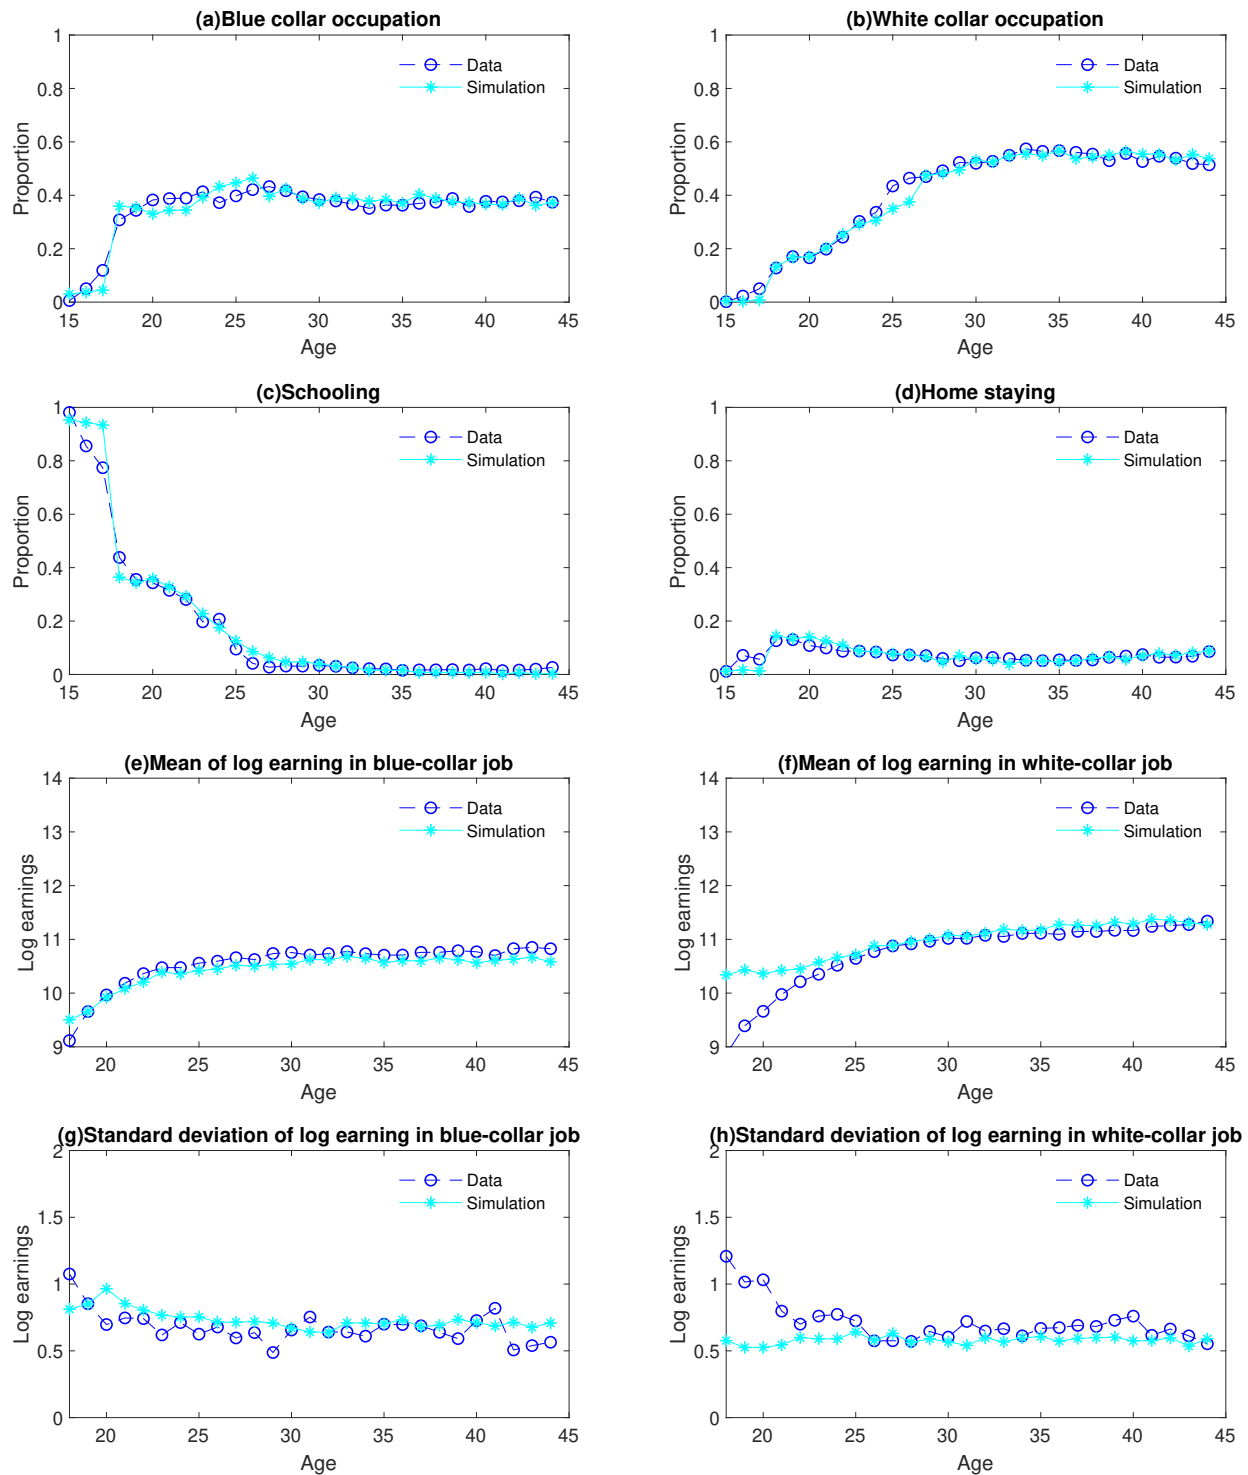 (a)Blue collar occupation
1
0.8
0.6
0.4
0.2
0
Proportion
Data
Simulation
15 20 25 30 35 40 45
Age
(b)White collar occupation
1
0.8
0.6
0.4
0.2
0
Proportion
Data
Simulation
15 20 25 30 35 40 45
Age
(c)Schooling
1
0.8
0.6
0.4
0.2
0
Proportion
Data
Simulation
15 20 25 30 35 40 45
Age
(d)Home staying
1
0.8
0.6
0.4
0.2
0
Proportion
Data
Simulation
15 20 25 30 35 40 45
Age
(e)Mean of log earning in blue-collar job
14
13
12
11
10
9
Log earnings
Data
Simulation
20 25 30 35 40 45
Age
(f)Mean of log earning in white-collar job
14
13
12
11
10
9
Log earnings
Data
Simulation
20 25 30 35 40 45
Age
(g)Standard deviation of log earning in blue-collar job
2
1.5
1
0.5
0
Log earnings
Data
Simulation
20 25 30 35 40 45
Age
(h)Standard deviation of log earning in white-collar job
2
1.5
1
0.5
0
Log earnings
Data
Simulation
20 25 30 35 40 45
Age